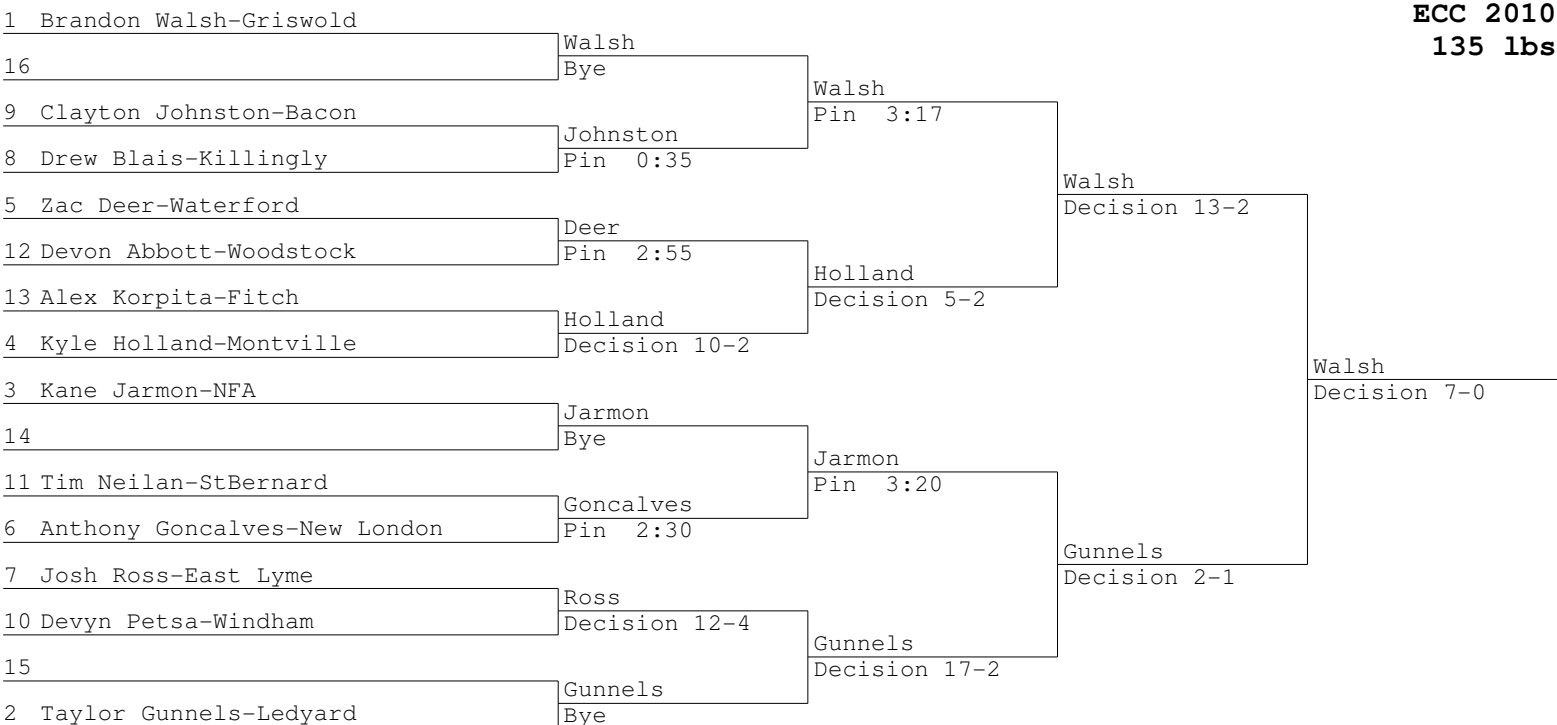 ECC 2010
135 lbs
1 Brandon Walsh-Griswold
16
9 Clayton Johnston-Bacon
8 Drew Blais-Killingly
5 Zac Deer-Waterford
12 Devon Abbott-Woodstock
13 Alex Korpita-Fitch
4 Kyle Holland-Montville
3 Kane Jarmon-NFA
14
11 Tim Neilan-StBernard
6 Anthony Goncalves-New London
7 Josh Ross-East Lyme
10 Devyn Petsa-Windham
15
2 Taylor Gunnels-Ledyard
Walsh
Bye
Johnston
Pin 0:35
Deer
Pin 2:55
Holland
Decision 10-2
Jarmon
Bye
Goncalves
Pin 2:30
Ross
Decision 12-4
Gunnels
Bye
Walsh
Pin 3:17
Holland
Decision 5-2
Jarmon
Pin 3:20
Gunnels
Decision 17-2
Walsh
Decision 13-2
Gunnels
Decision 2-1
Walsh
Decision 7-0